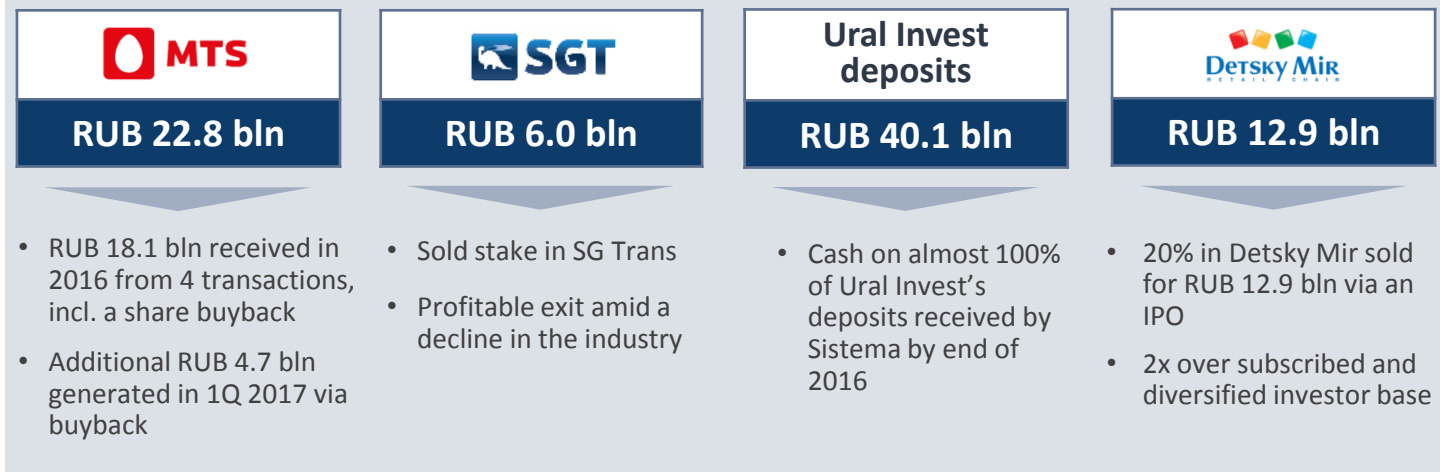 MTS
RUB 22.8 bln
• RUB 18.1 bln received in
2016 from 4 transactions,
incl. a share buyback
• Additional RUB 4.7 bln
generated in 1Q 2017 via
buyback
SGT
RUB 6.0 bln
• Sold stake in SG Trans
• Profitable exit amid a
decline in the industry
Ural Invest
deposits
RUB 40.1 bln
• Cash on almost 100%
of Ural Invest’s
deposits received by
Sistema by end of
2016
DETSKY MIR
RETAIL CHAIN
RUB 12.9 bln
• 20% in Detsky Mir sold
for RUB 12.9 bln via an
IPO
• 2x over subscribed and
diversified investor base